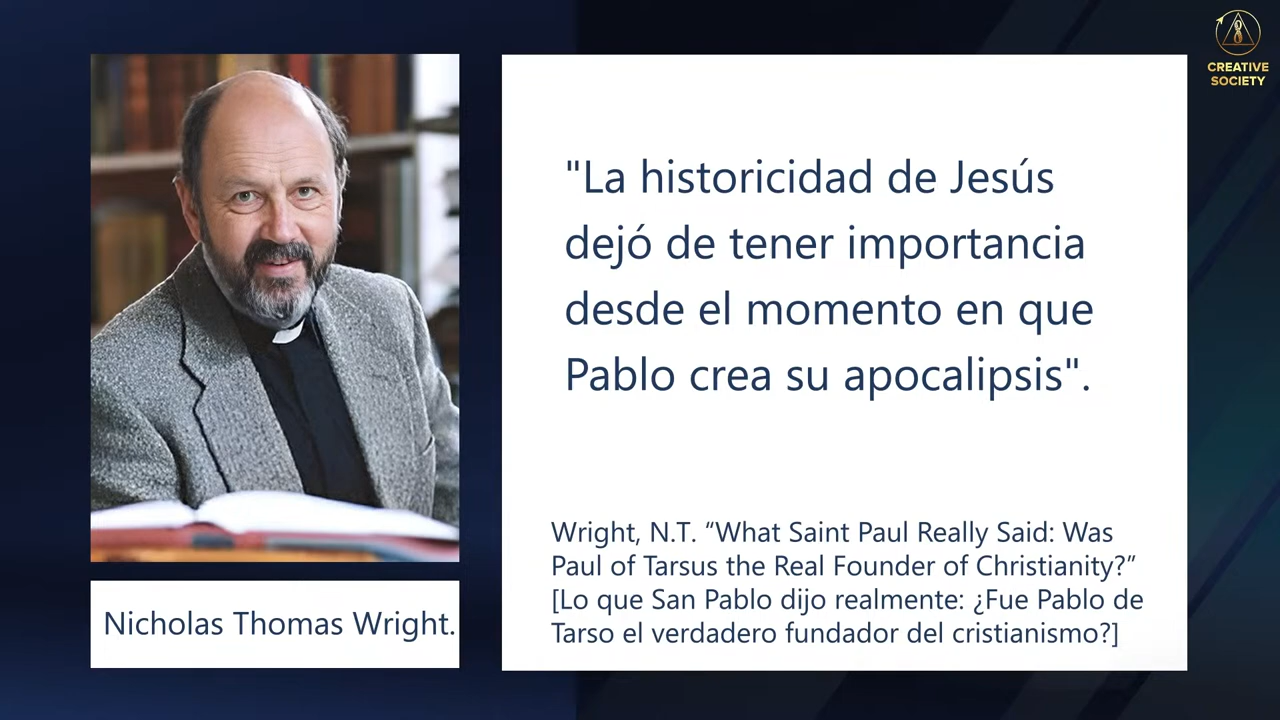 CREATIVE
SOCIETY
"La historicidad de Jesús
dejó de tener importancia
desde el momento en que
Pablo crea su apocalipsis".
Wright, N.T. “What Saint Paul Really Said: Was
Paul of Tarsus the Real Founder of Christianity?”
[Lo que San Pablo dijo realmente: ¿Fue Pablo de
Tarso el verdadero fundador del cristianismo?]
Nicholas Thomas Wright.